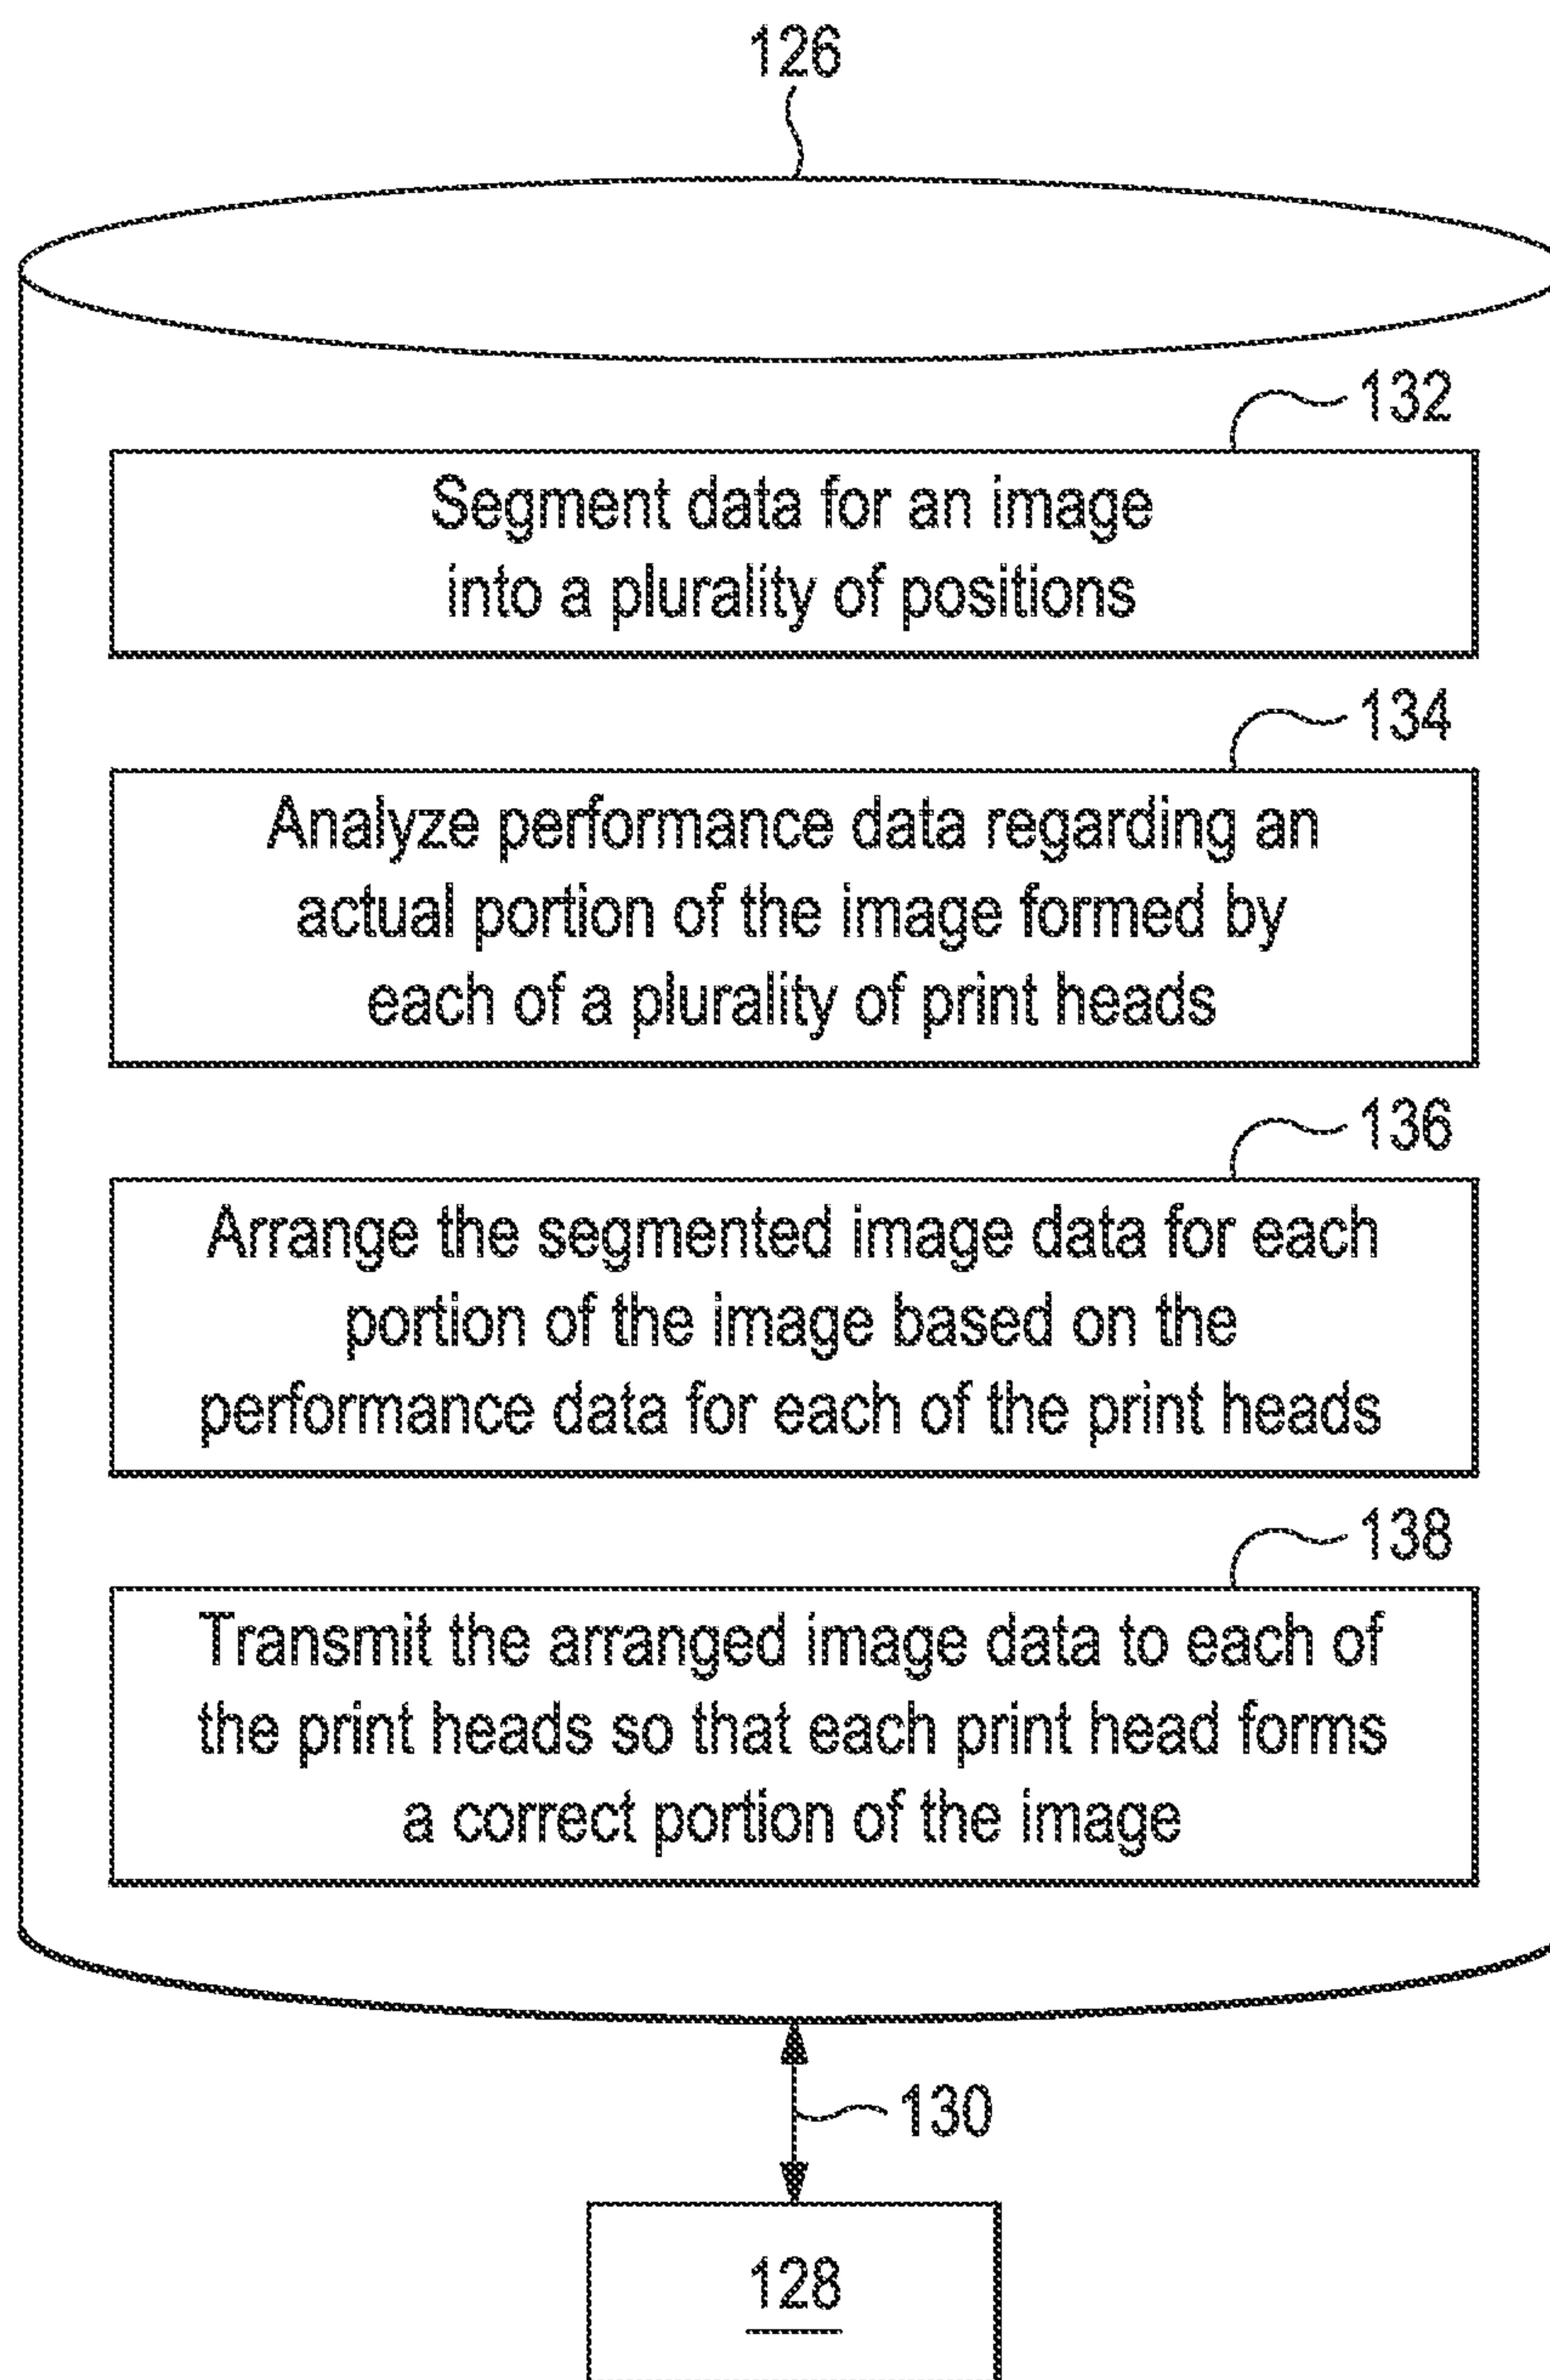 126
132
Segment data for an image
into a plurality of positions
134
Analyze performance data regarding an
actual portion of the image formed by
each of a plurality of print heads
136
Arrange the segmented image data for each
portion of the image based on the
performance data for each of the print heads
138
Transmit the arranged image data to each of
the print heads so that each print head forms
a correct portion of the image
130
128